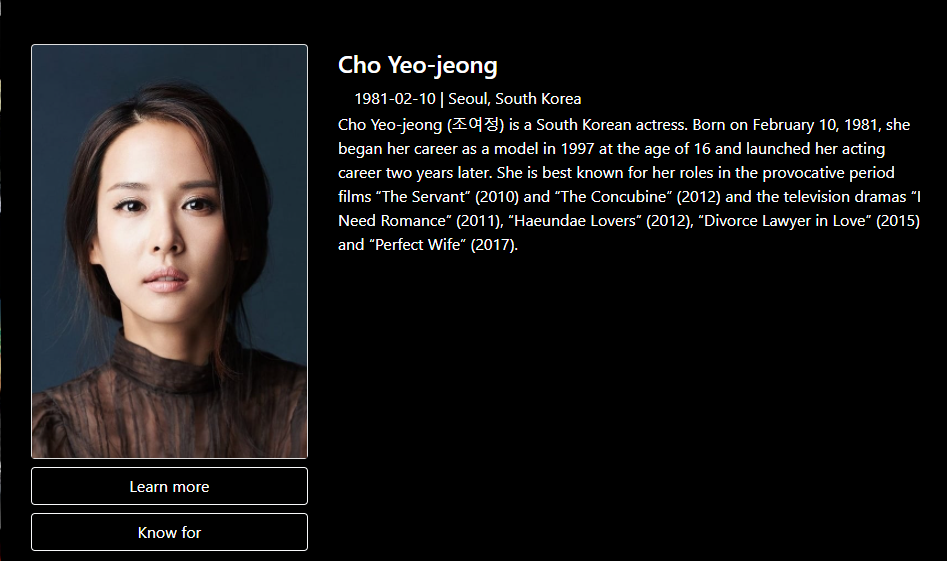 Cho Yeo-jeong
1981-02-10 | Seoul, South Korea
Cho Yeo-jeong (조여정) is a South Korean actress. Born on February 10, 1981, she
began her career as a model in 1997 at the age of 16 and launched her acting
career two years later. She is best known for her roles in the provocative period
films “The Servant” (2010) and “The Concubine” (2012) and the television dramas “I
Need Romance” (2011), “Haeundae Lovers” (2012), “Divorce Lawyer in Love” (2015)
and “Perfect Wife” (2017).
Learn more
Know for